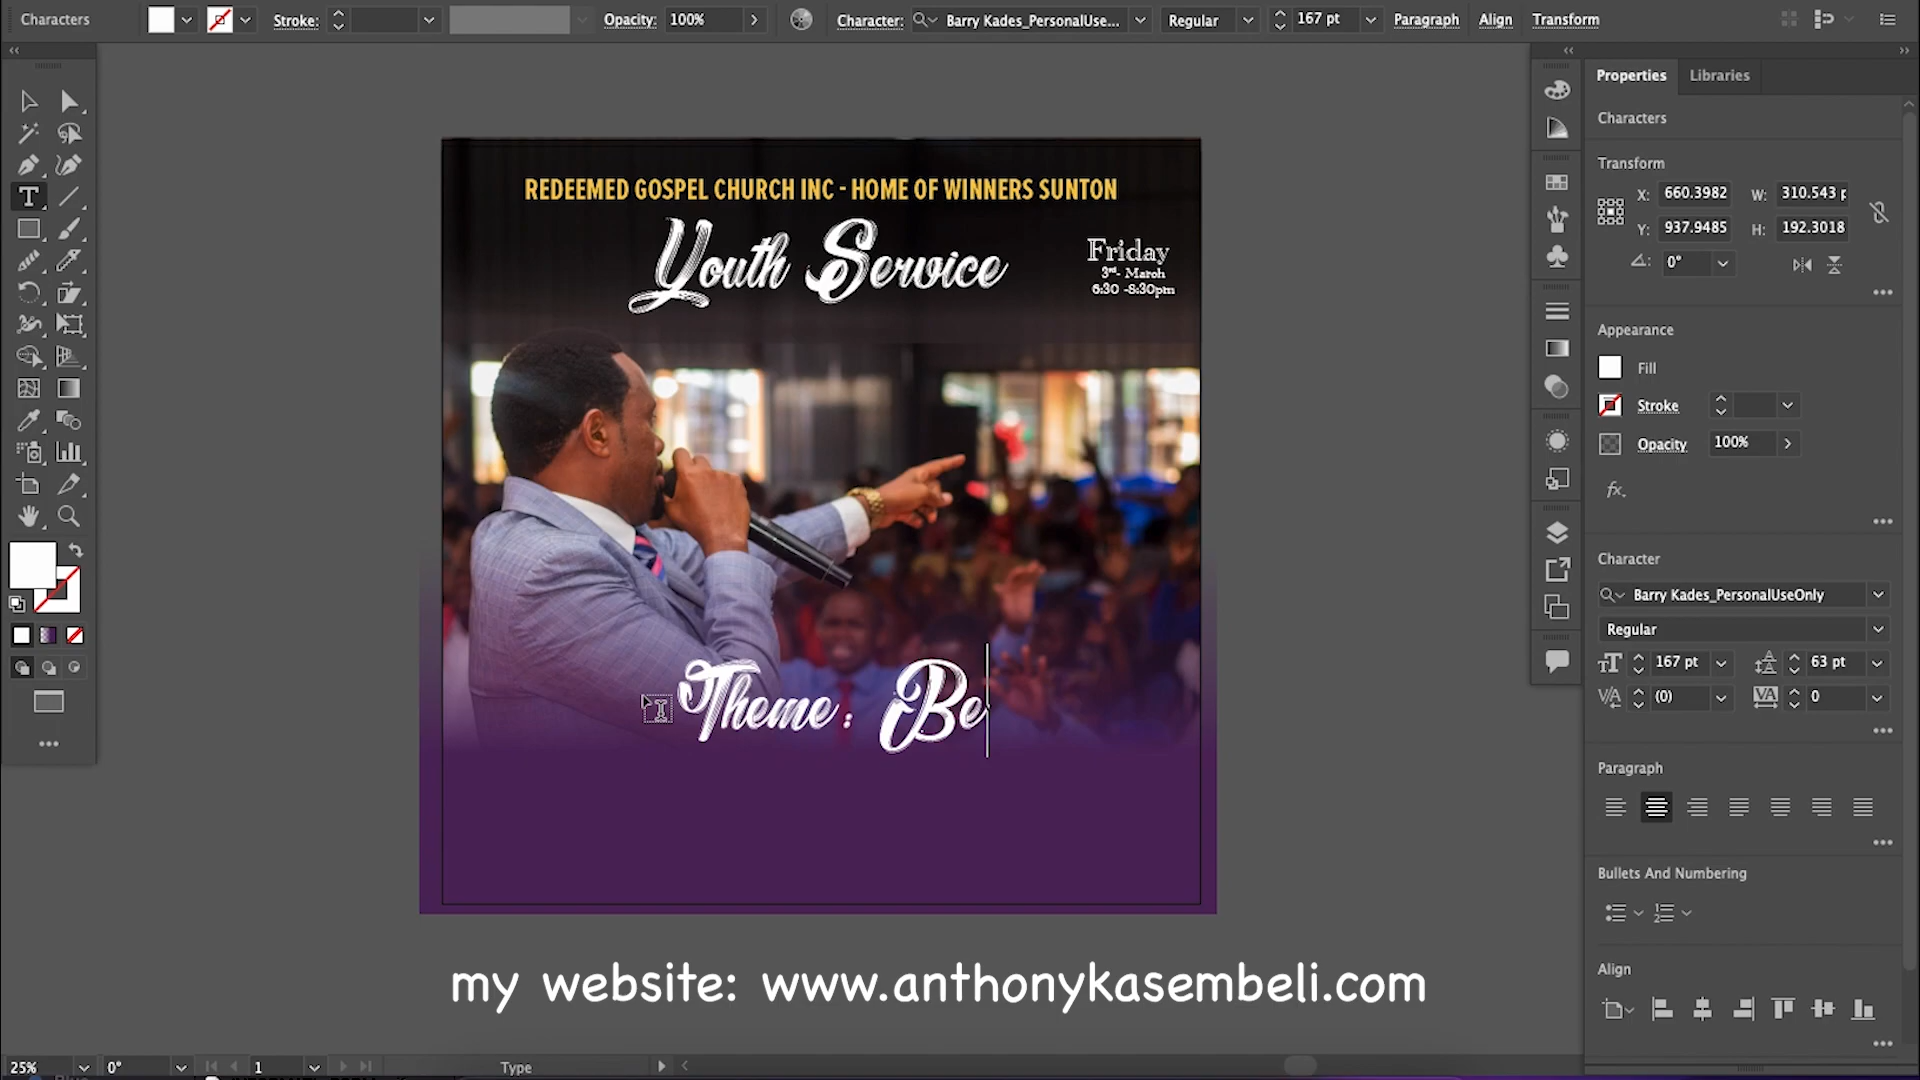 Characters
Stroke:
Opacity: 100%
Character: Barry Kades_PersonalUse... Regular 167 pt Paragraph Align Transform
Properties Libraries
Characters
Transform
X: 660.3982 W: 310.543 p
Y: 937.9485 H: 192.3018
0°
Appearance
Fill
Stroke
Opacity 100%
fx.
Character
Barry Kades_PersonalUseOnly
Regular
167 pt 63 pt
(0) 0
Paragraph
Bullets And Numbering
Align
REDEEMED GOSPEL CHURCH INC - HOME OF WINNERS SUNTON
Youth Service
Friday
3rd- March
6:30 -8:30pm
Theme : Be
my website: www.anthonykasembeli.com
25% 0° 1 Type